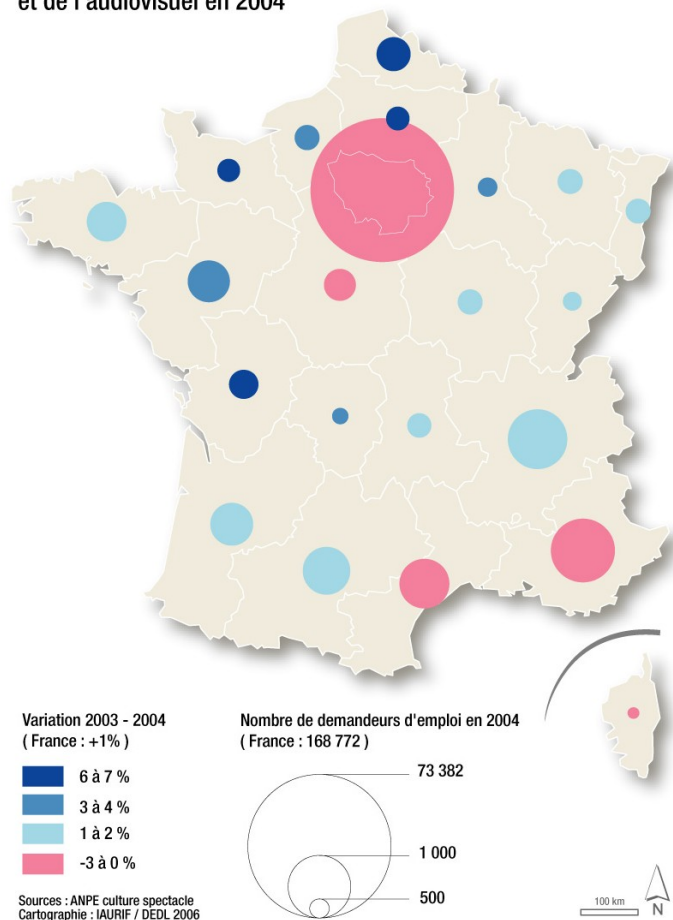 et de l'audiovisuel en 2004
Variation 2003 - 2004
( France : +1% )
6 à 7 %
3 à 4 %
1 à 2 %
-3 à 0 %
Nombre de demandeurs d'emploi en 2004
( France : 168 772 )
73 382
1 000
500
Sources : ANPE culture spectacle
Cartographie : IAURIF / DEDL 2006
100 km
N